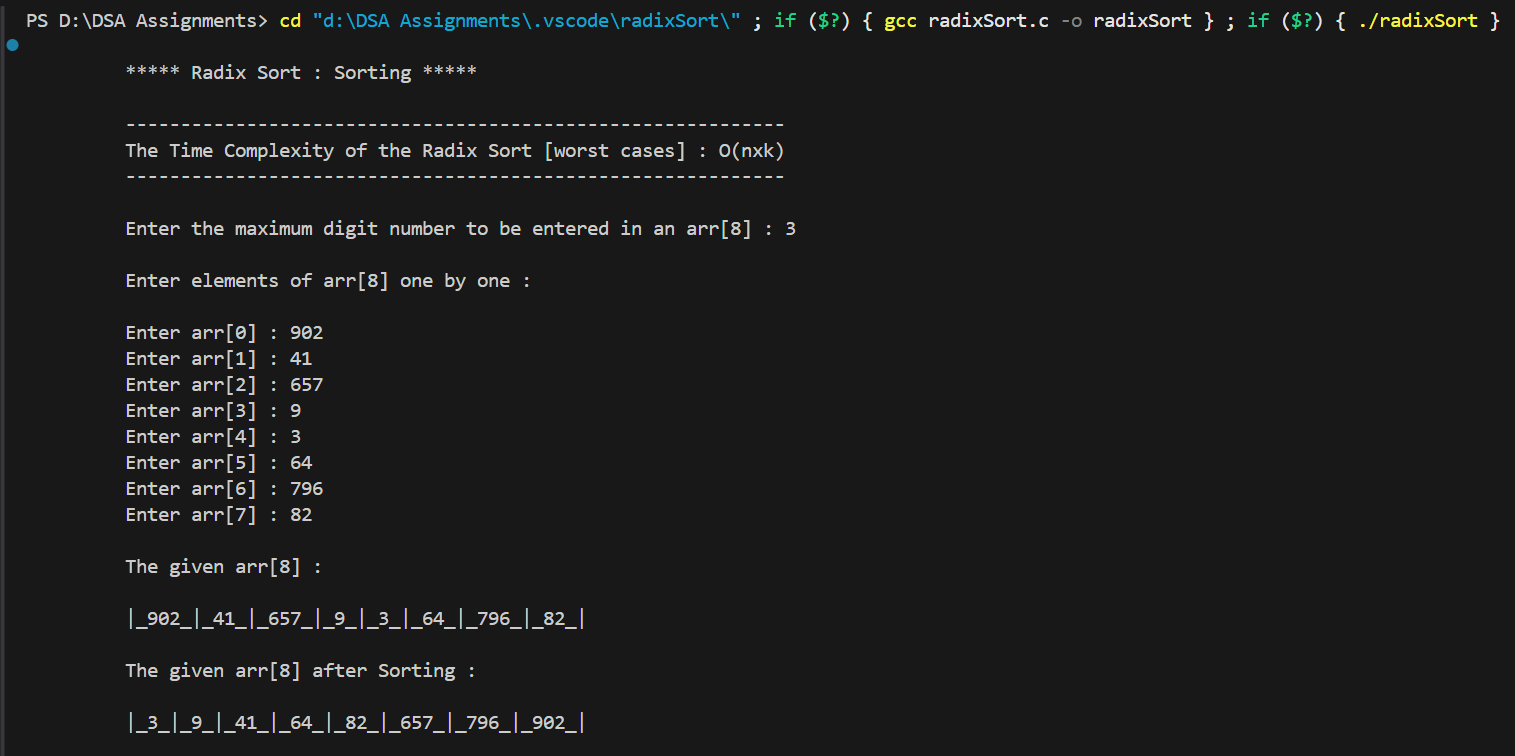 PS D:\DSA Assignments> cd "d:\DSA Assignments\.vscode\radixSort\" ; if ($?) { gcc radixSort.c -o radixSort } ; if ($?) { ./radixSort }
***** Radix Sort : Sorting *****
------------------------------------------------------------
The Time Complexity of the Radix Sort [worst cases] : O(nxk)
------------------------------------------------------------
Enter the maximum digit number to be entered in an arr[8] : 3
Enter elements of arr[8] one by one :
Enter arr[0] : 902
Enter arr[1] : 41
Enter arr[2] : 657
Enter arr[3] : 9
Enter arr[4] : 3
Enter arr[5] : 64
Enter arr[6] : 796
Enter arr[7] : 82
The given arr[8] :
|_902_|_41_|_657_|_9_|_3_|_64_|_796_|_82_|
The given arr[8] after Sorting :
|_3_|_9_|_41_|_64_|_82_|_657_|_796_|_902_|